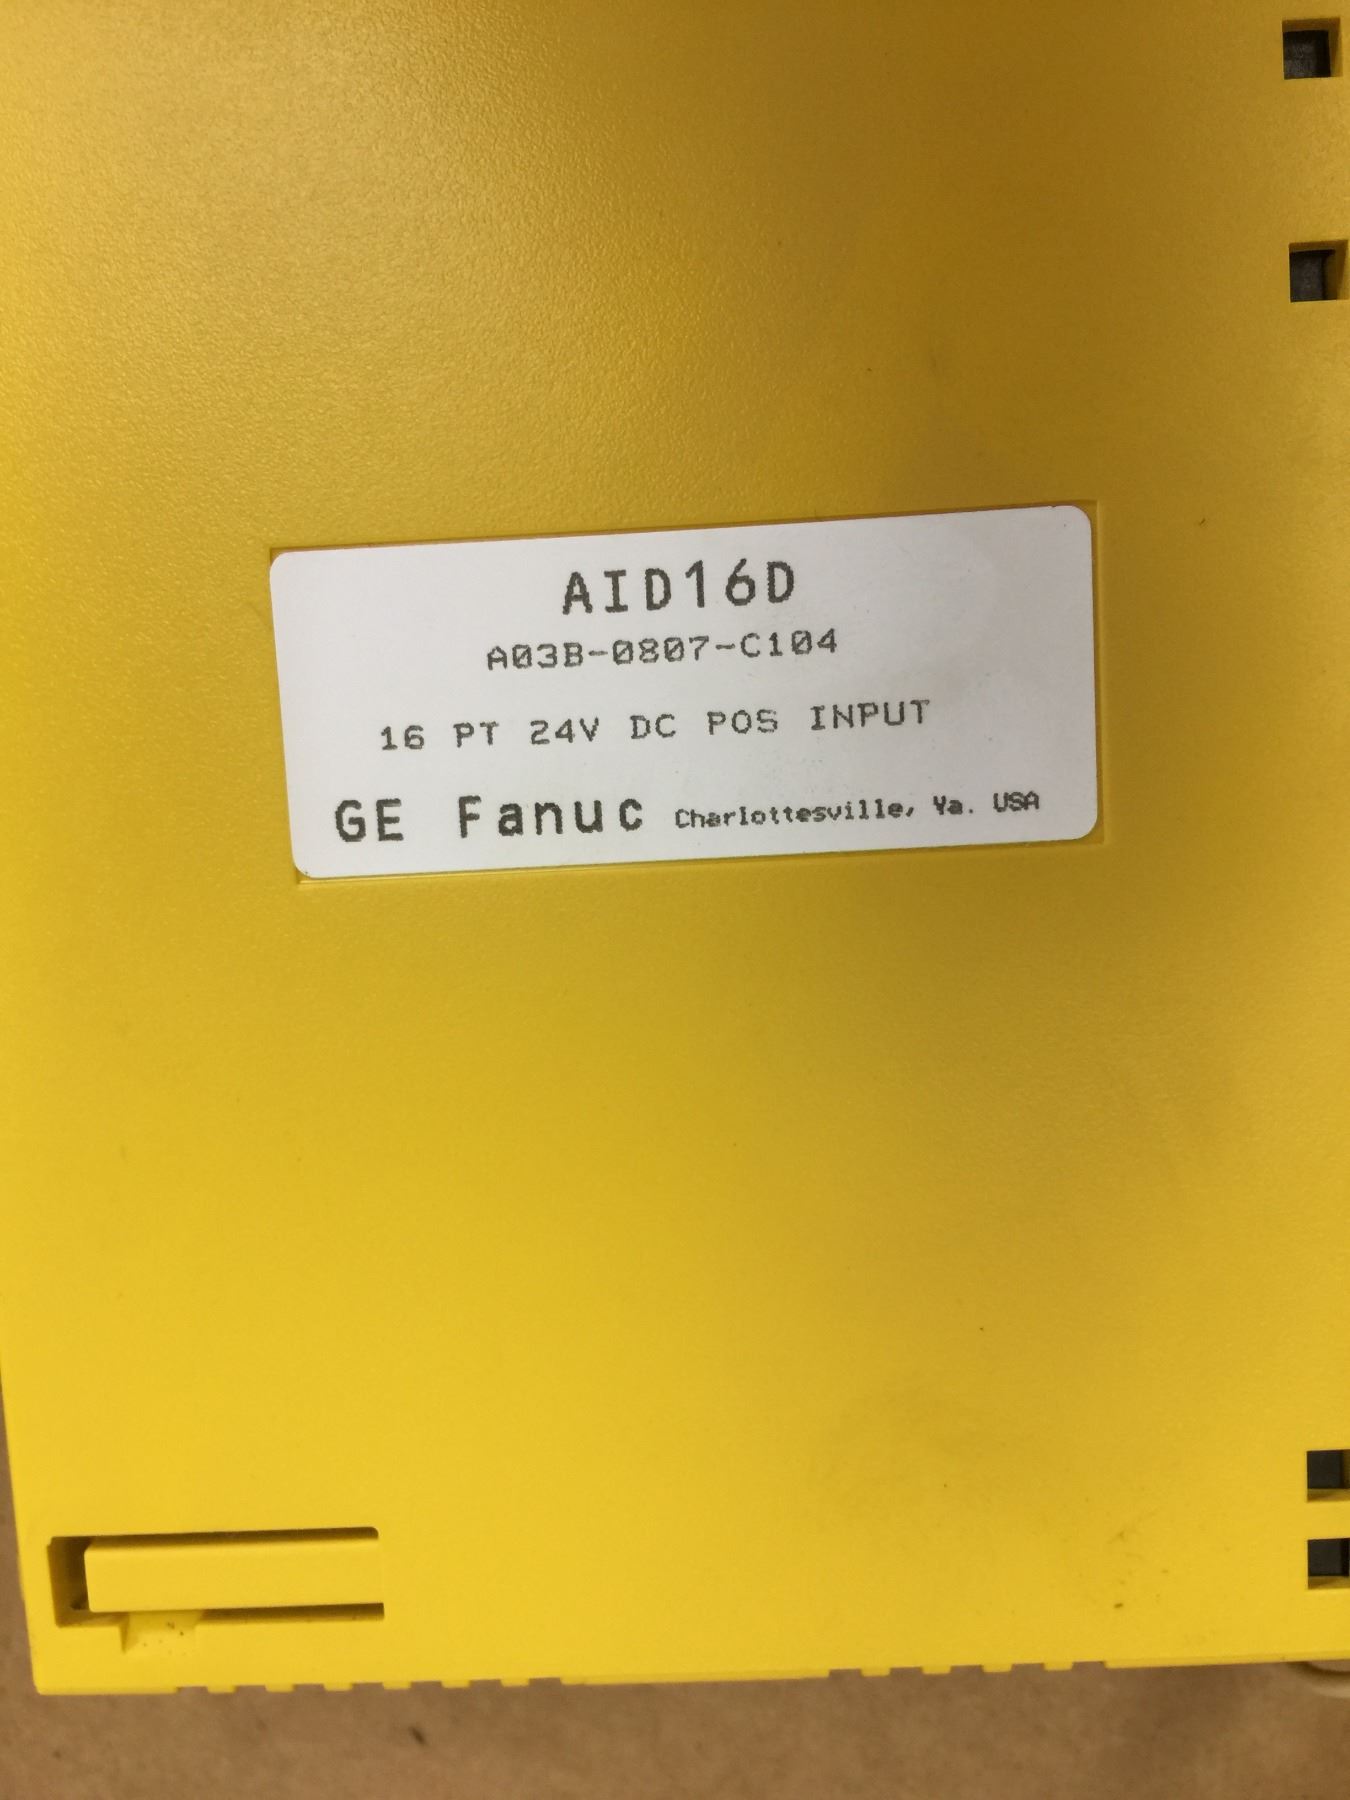 AID16D
A03B-0807-C104
16 PT 24V DC POS INPUT
GE Fanuc Charlottesville, Va. USA